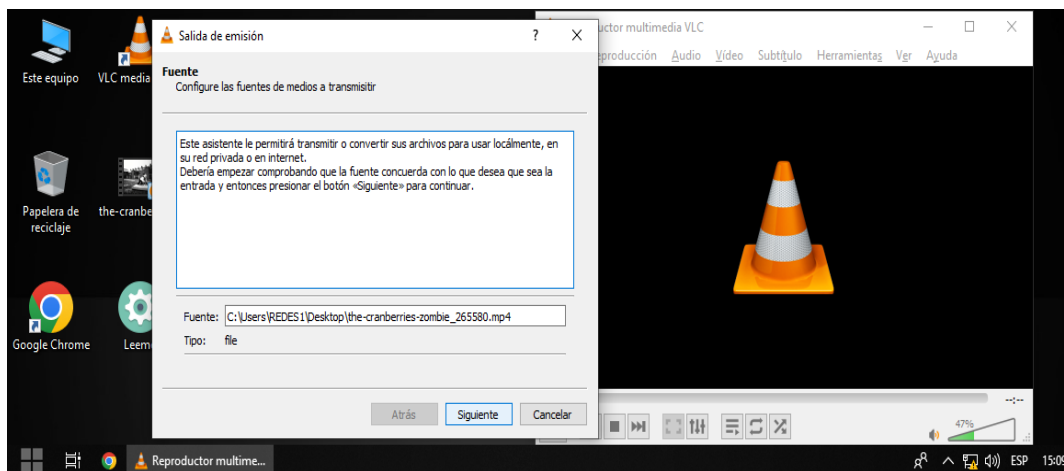 Este equipo
VLC media
Papelera de
reciclaje
the-cranbe
Google Chrome
Leem
Salida de emisión
?
Fuente
Configure las fuentes de medios a transmisitir
Este asistente le permitirá transmitir o convertir sus archivos para usar locálmente, en
su red privada o en internet.
Debería empezar comprobando que la fuente concuerda con lo que desea que sea la
entrada y entonces presionar el botón «Siguiente» para continuar.
Fuente: C:\Users\REDES1\Desktop\the-cranberries-zombie_265580.mp4
Tipo: file
Atrás Siguiente Cancelar
uctor multimedia VLC
eproducción Audio Vídeo Subtítulo Herramientas Ver Ayuda
--:--
47%
Reproductor multime...
ESP 15:09